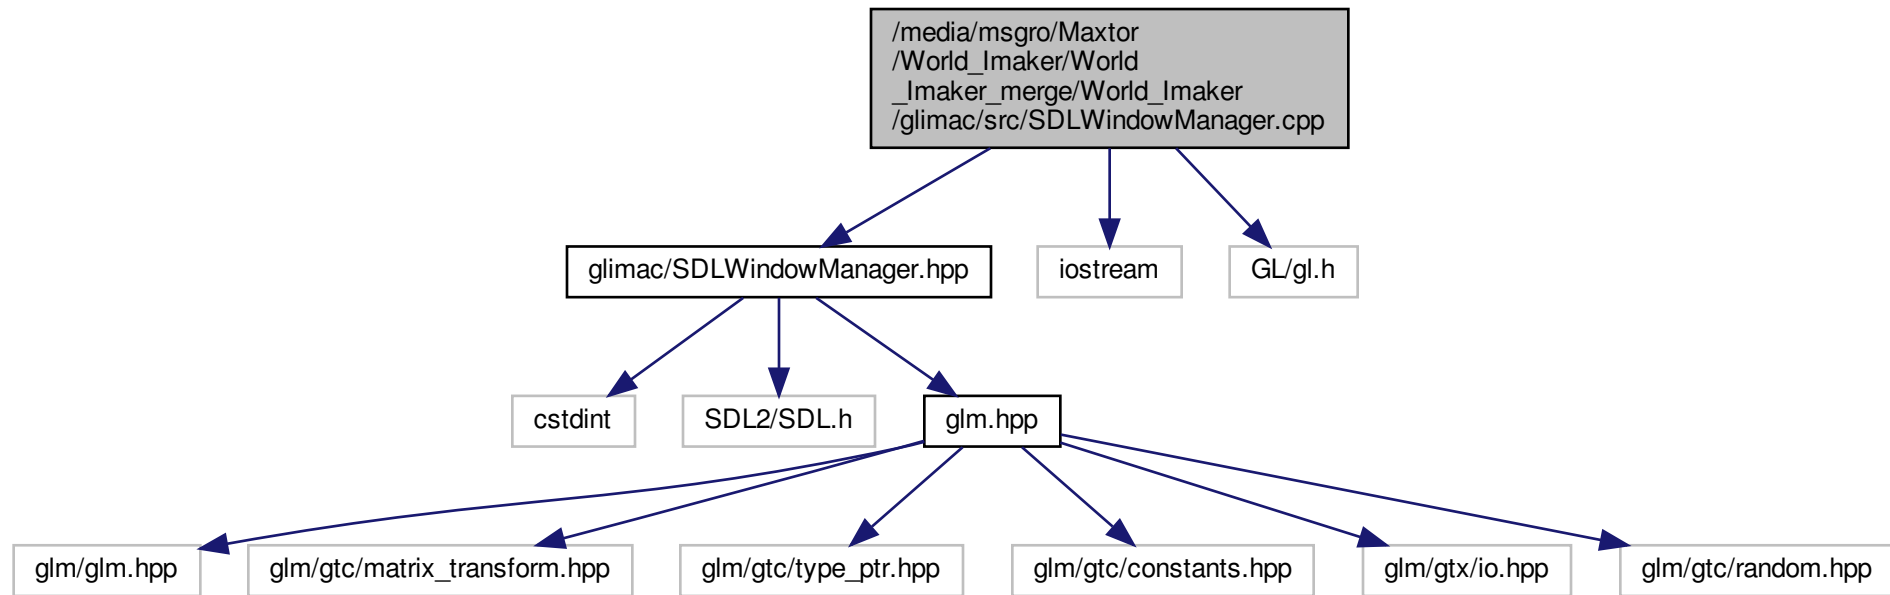 /media/msgro/Maxtor
/World_Imaker/World
_Imaker_merge/World_Imaker
/glimac/src/SDLWindowManager.cpp
glimac/SDLWindowManager.hpp
iostream
GL/gl.h
cstdint
SDL2/SDL.h
glm.hpp
glm/glm.hpp
glm/gtc/matrix_transform.hpp
glm/gtc/type_ptr.hpp
glm/gtc/constants.hpp
glm/gtx/io.hpp
glm/gtc/random.hpp